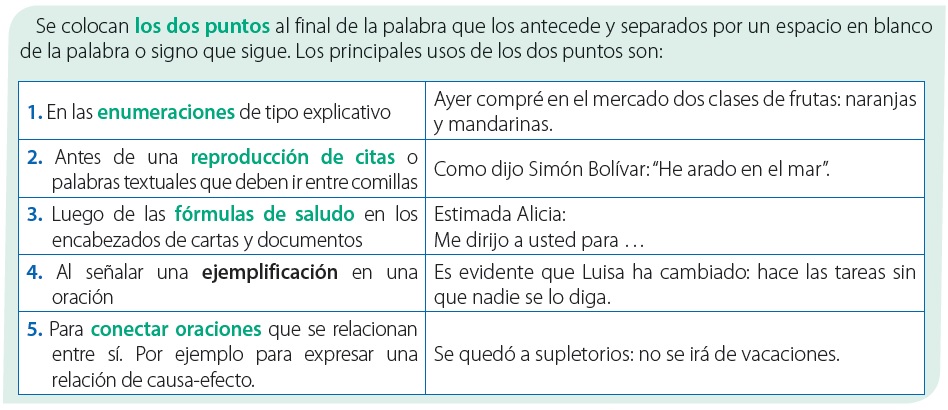 Se colocan los dos puntos al final de la palabra que los antecede y separados por un espacio en blanco
de la palabra o signo que sigue. Los principales usos de los dos puntos son:
1. En las enumeraciones de tipo explicativo
Ayer compré en el mercado dos clases de frutas: naranjas
y mandarinas.
2. Antes de una reproducción de citas o
palabras textuales que deben ir entre comillas
Como dijo Simón Bolívar: “He arado en el mar”.
3. Luego de las fórmulas de saludo en los
encabezados de cartas y documentos
Estimada Alicia:
Me dirijo a usted para …
4. Al señalar una ejemplificación en una
oración
Es evidente que Luisa ha cambiado: hace las tareas sin
que nadie se lo diga.
5. Para conectar oraciones que se relacionan
entre sí. Por ejemplo para expresar una
relación de causa-efecto.
Se quedó a supletorios: no se irá de vacaciones.